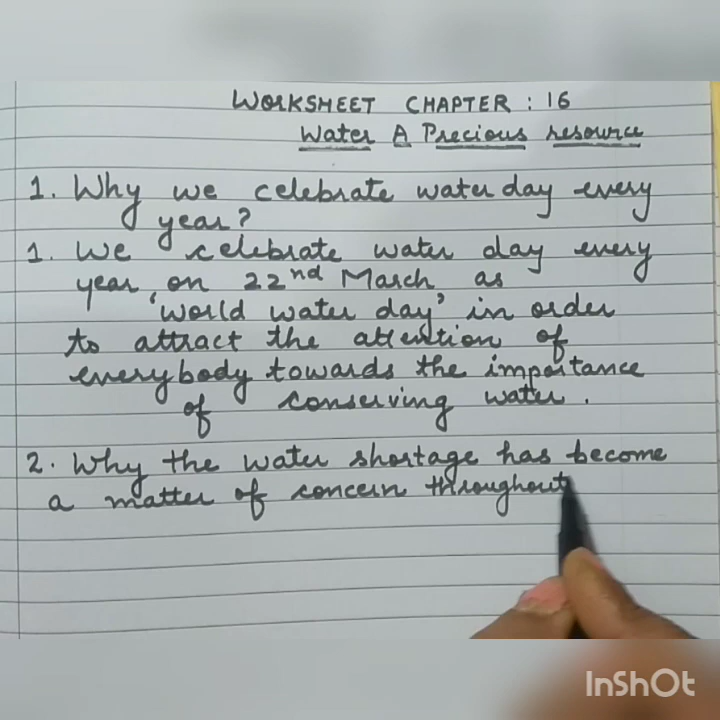 WORKSHEET CHAPTER : 16
Water A Precious resource
1. Why we celebrate water day every
year?
1. We celebrate water day every
year, on 22nd March as
'World water day' in order
to attract the attention of
everybody towards the importance
of conserving water.
2. Why the water shortage has become
a matter of concern throughout
InShOt